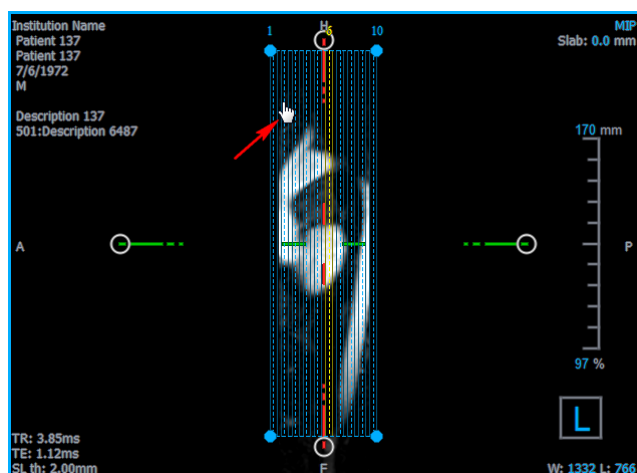 Institution Name
Patient 137
Patient 137
7/6/1972
M
Description 137
501:Description 6487
H
1
6
10
MIP
Slab: 0.0 mm
170 mm
A
P
97 %
L
TR: 3.85ms
TE: 1.12ms
SL th: 2.00mm
F
W: 1332 L: 766